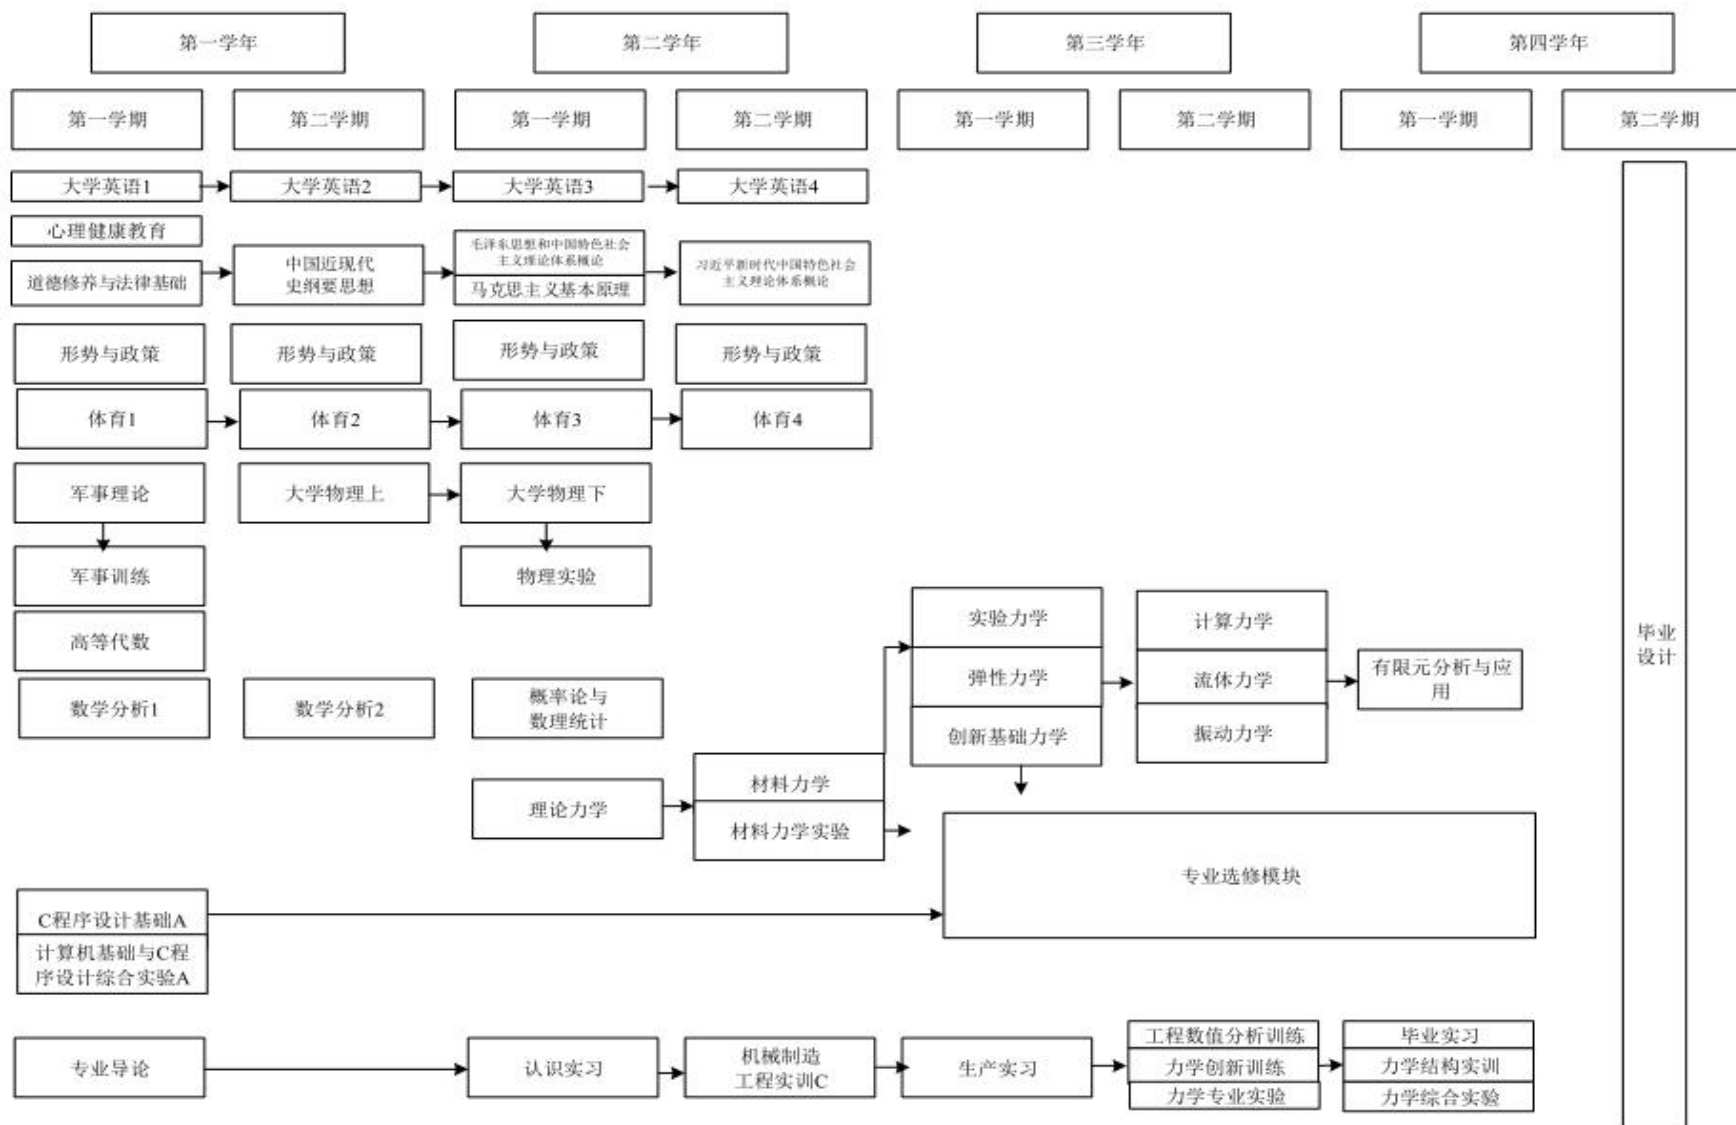 第一学年
第二学年
第三学年
第四学年
第一学期
第二学期
第一学期
第二学期
第一学期
第二学期
第一学期
第二学期
大学英语1
大学英语2
大学英语3
大学英语4
心理健康教育
道德修养与法律基础
中国近现代
史纲要思想
毛泽东思想和中国特色社会
主义理论体系概论
马克思主义基本原理
习近平新时代中国特色社会
主义理论体系概论
形势与政策
形势与政策
形势与政策
形势与政策
体育1
体育2
体育3
体育4
军事理论
大学物理上
大学物理下
军事训练
物理实验
高等代数
数学分析1
数学分析2
概率论与
数理统计
实验力学
弹性力学
创新基础力学
计算力学
流体力学
振动力学
有限元分析与应
用
理论力学
材料力学
材料力学实验
专业选修模块
C程序设计基础A
计算机基础与C程
序设计综合实验A
专业导论
认识实习
机械制造
工程实训C
生产实习
工程数值分析训练
力学创新训练
力学专业实验
毕业实习
力学结构实训
力学综合实验
毕业
设计